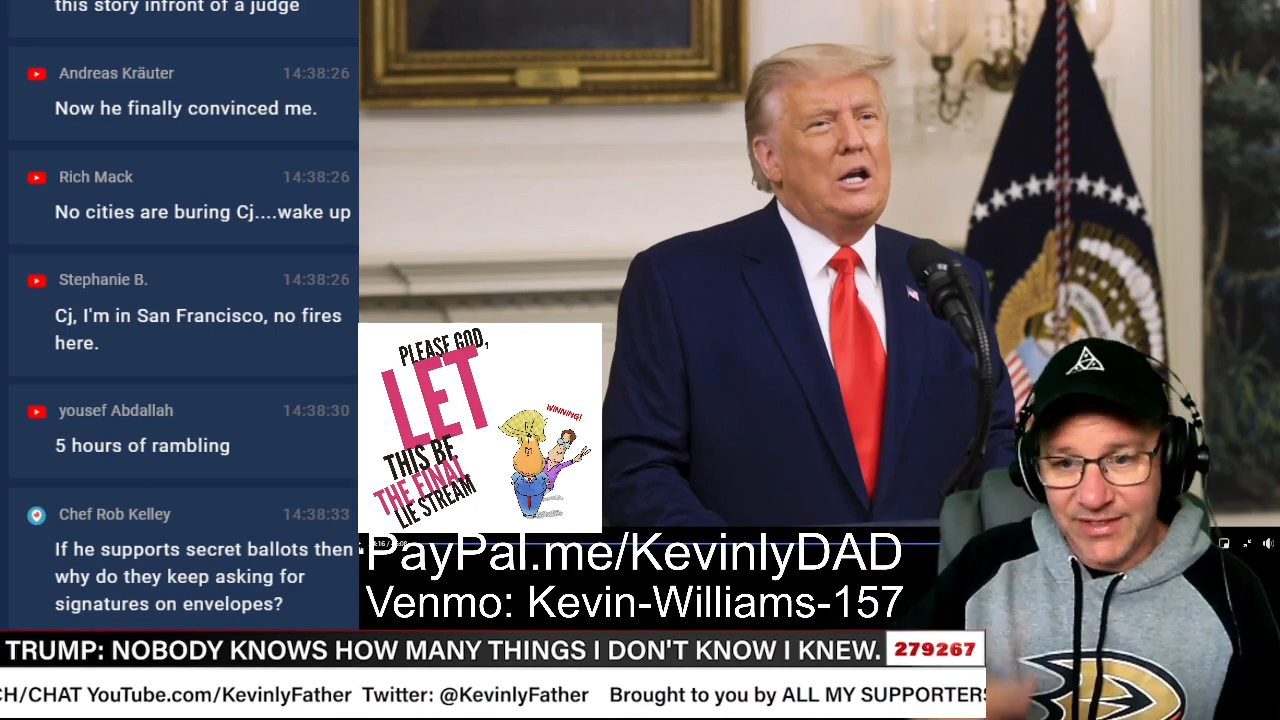 this story infront of a judge
Andreas Kräuter 14:38:26
Now he finally convinced me.
Rich Mack 14:38:26
No cities are buring Cj....wake up
Stephanie B. 14:38:26
Cj, I'm in San Francisco, no fires
here.
yousef Abdallah 14:38:30
5 hours of rambling
Chef Rob Kelley 14:38:33
If he supports secret ballots then
why do they keep asking for
signatures on envelopes?
PLEASE GOD,
LET
THIS BE
THE FINAL
LIE STREAM
WINNING!
PayPal.me/KevinlyDAD
Venmo: Kevin-Williams-157
TRUMP: NOBODY KNOWS HOW MANY THINGS I DON'T KNOW I KNEW. 279267
CH/CHAT YouTube.com/KevinlyFather Twitter: @KevinlyFather Brought to you by ALL MY SUPPORTERS